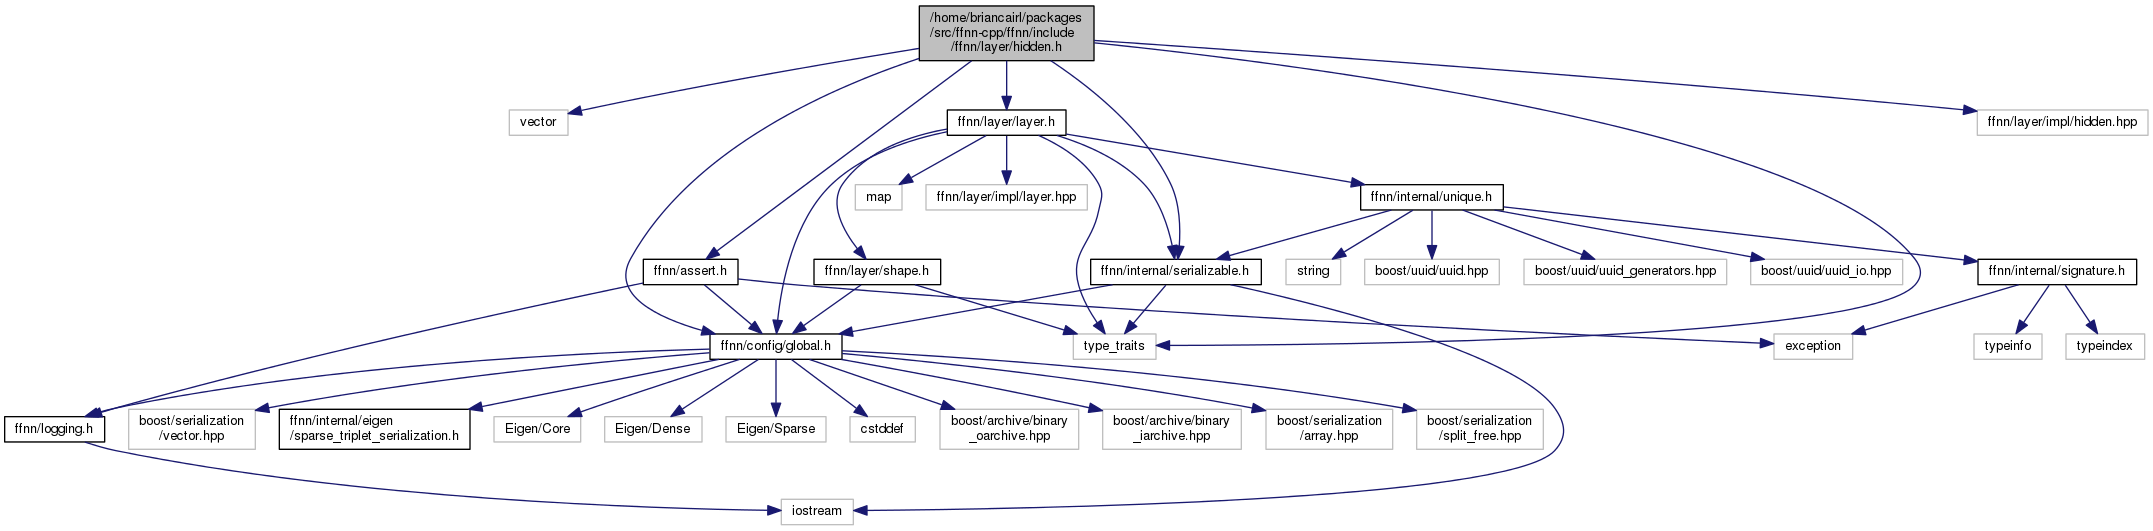 /home/briancairl/packages
/src/ffnn-cpp/ffnn/include
/ffnn/layer/hidden.h
vector
ffnn/layer/layer.h
ffnn/layer/impl/hidden.hpp
map
ffnn/layer/impl/layer.hpp
ffnn/internal/unique.h
ffnn/assert.h
ffnn/layer/shape.h
ffnn/internal/serializable.h
string
boost/uuid/uuid.hpp
boost/uuid/uuid_generators.hpp
boost/uuid/uuid_io.hpp
ffnn/internal/signature.h
ffnn/config/global.h
type_traits
exception
typeinfo
typeindex
ffnn/logging.h
boost/serialization
/vector.hpp
ffnn/internal/eigen
/sparse_triplet_serialization.h
Eigen/Core
Eigen/Dense
Eigen/Sparse
cstddef
boost/archive/binary
_oarchive.hpp
boost/archive/binary
_iarchive.hpp
boost/serialization
/array.hpp
boost/serialization
/split_free.hpp
iostream